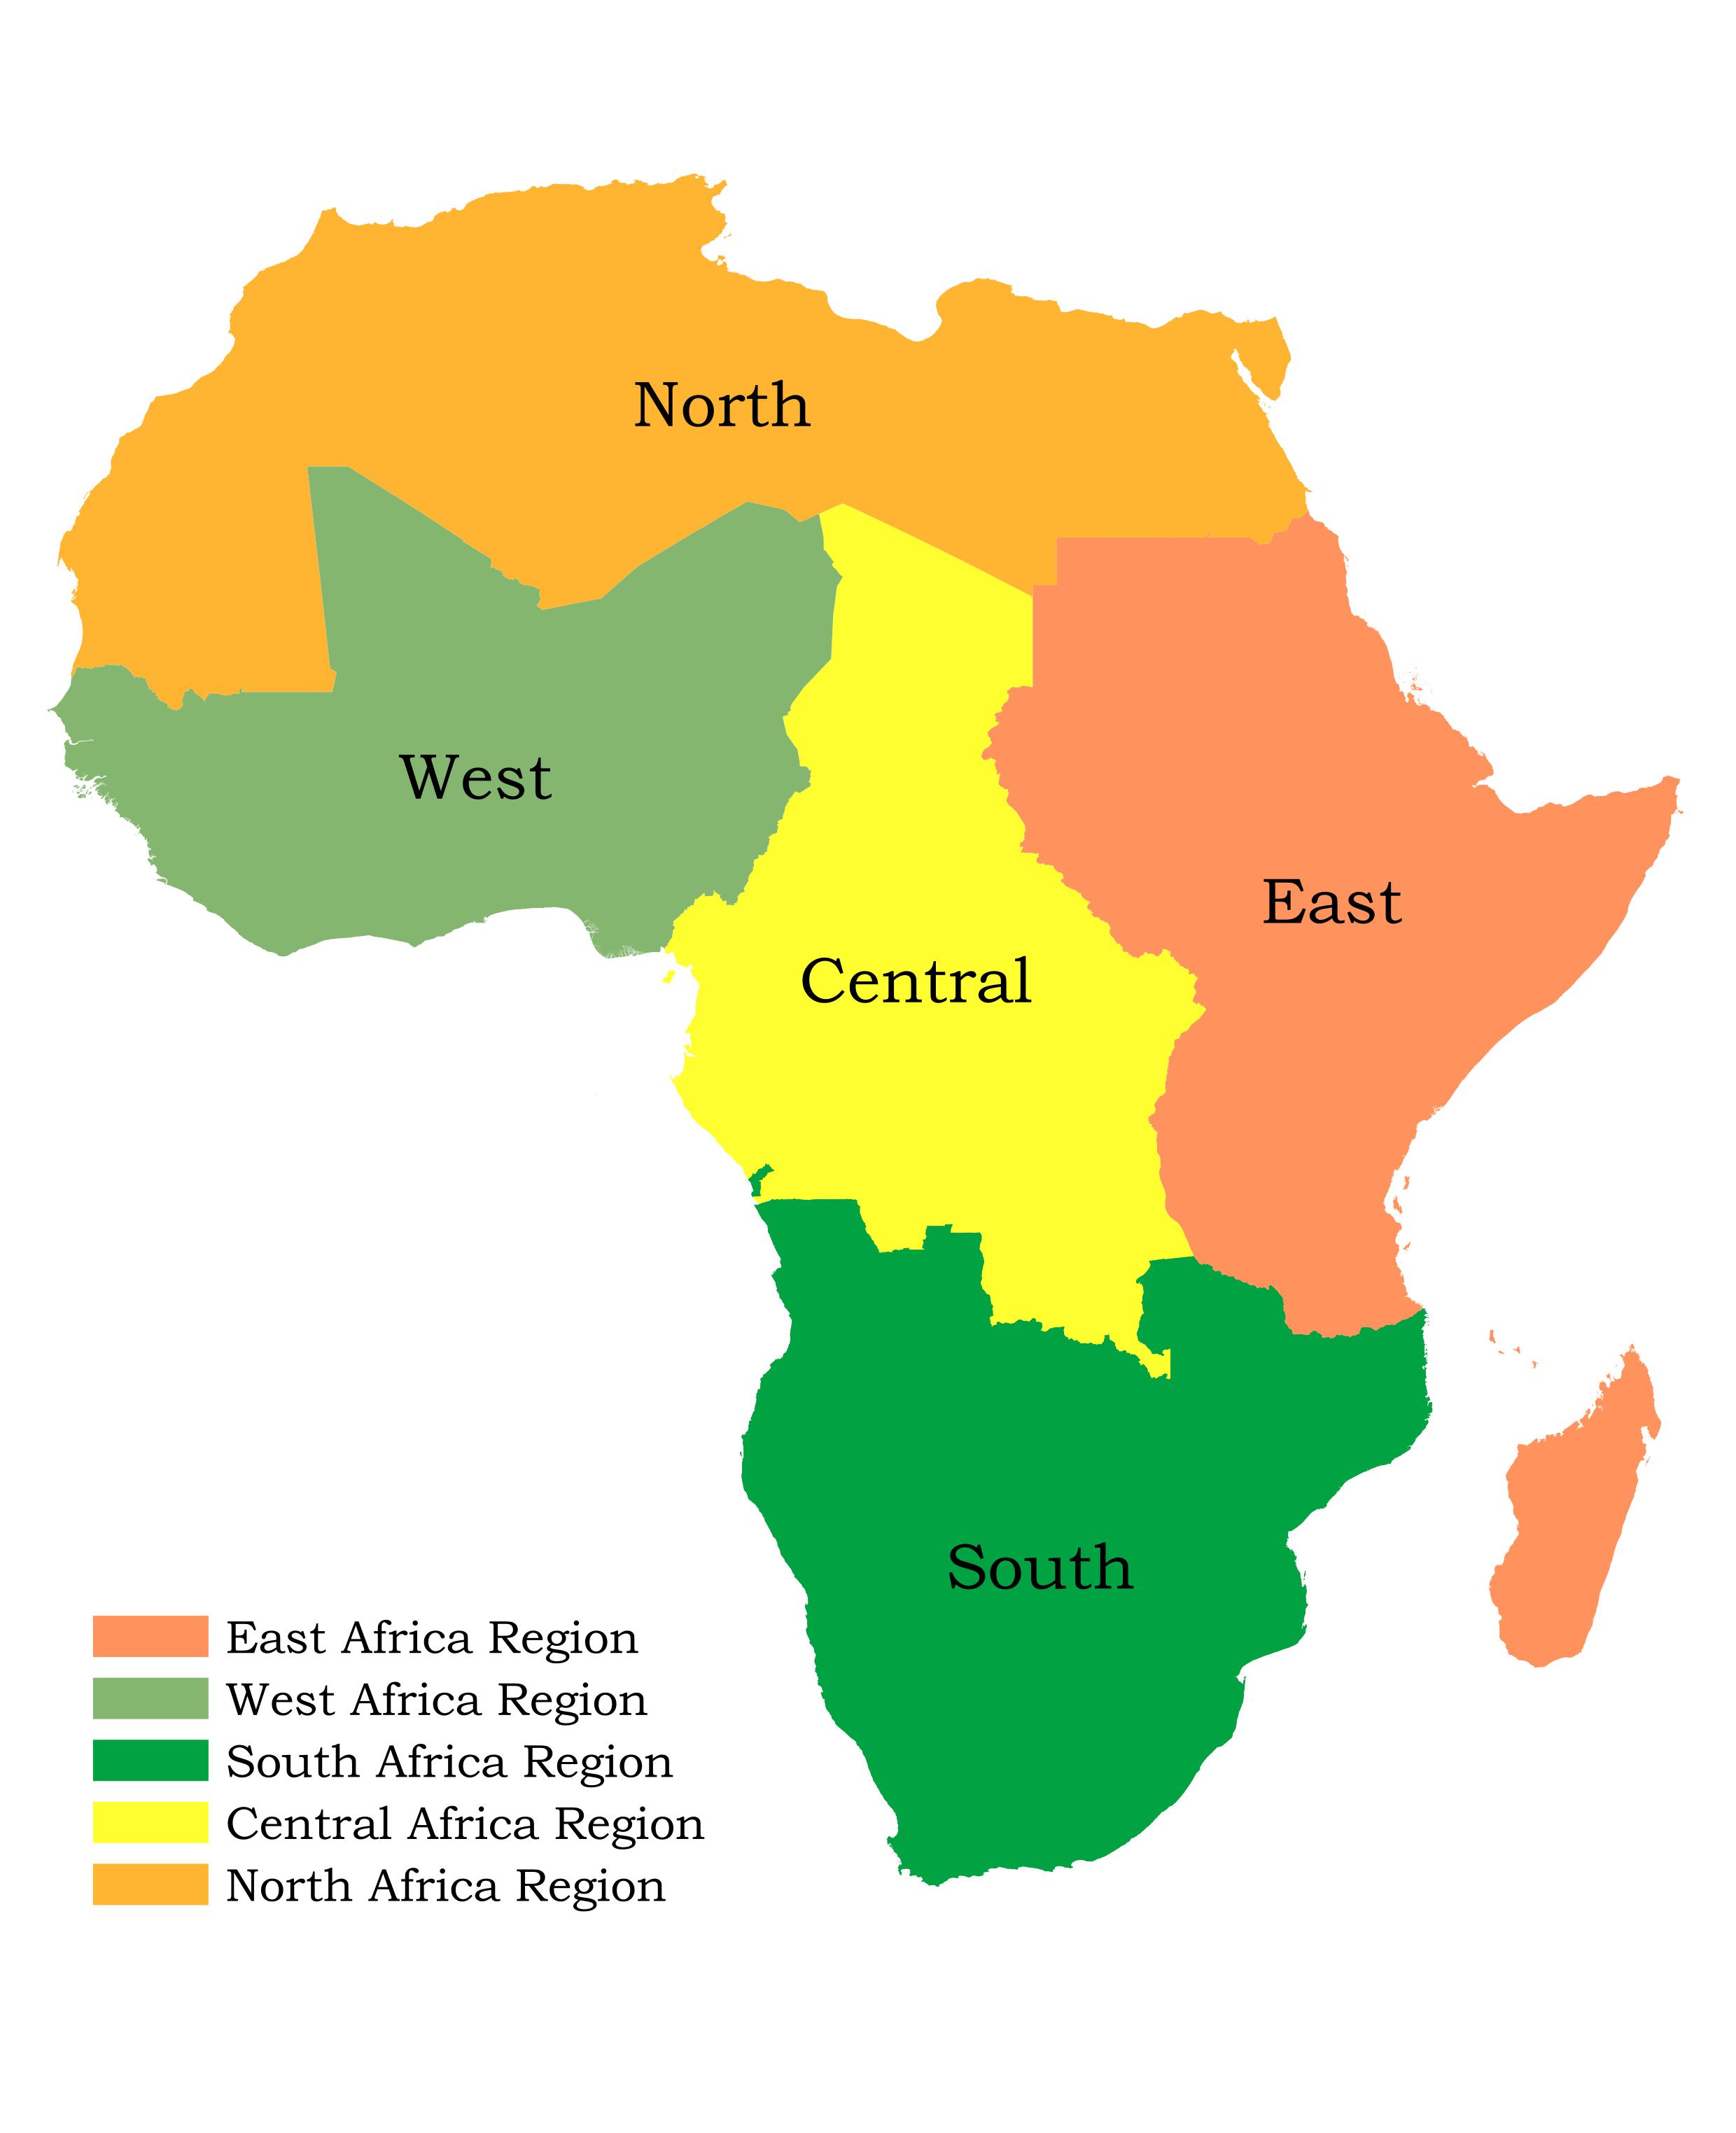 North
West
East
Central
South
East Africa Region
West Africa Region
South Africa Region
Central Africa Region
North Africa Region